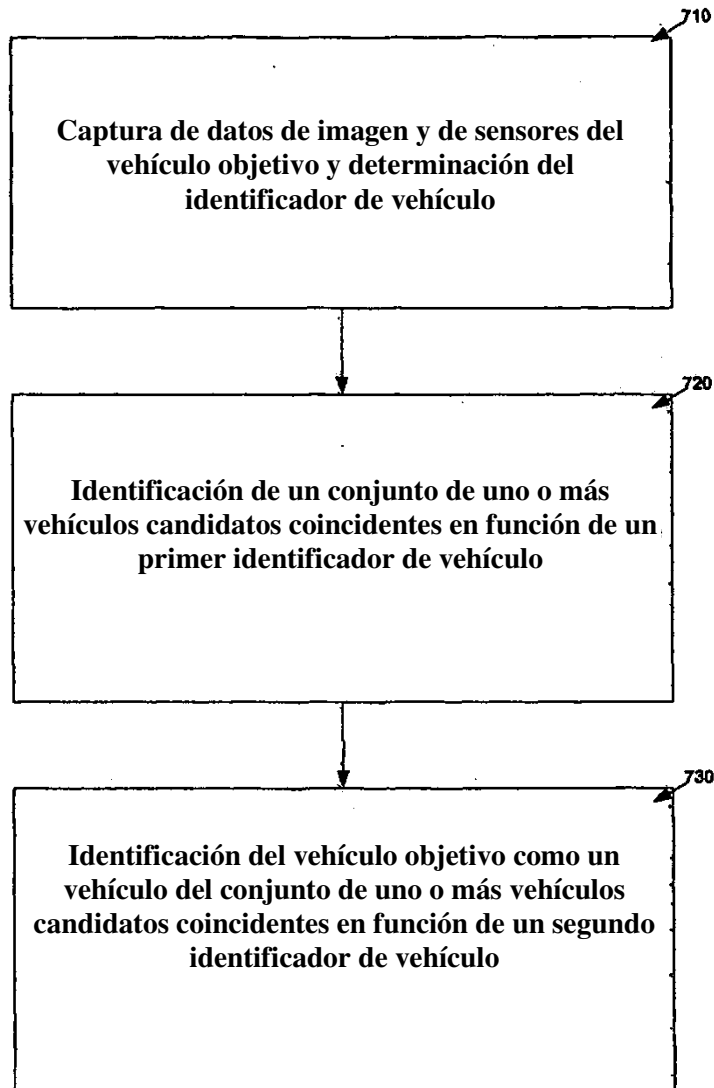 710
Captura de datos de imagen y de sensores del
vehículo objetivo y determinación del
identificador de vehículo
720
Identificación de un conjunto de uno o más
vehículos candidatos coincidentes en función de un
primer identificador de vehículo
730
Identificación del vehículo objetivo como un
vehículo del conjunto de uno o más vehículos
candidatos coincidentes en función de un segundo
identificador de vehículo